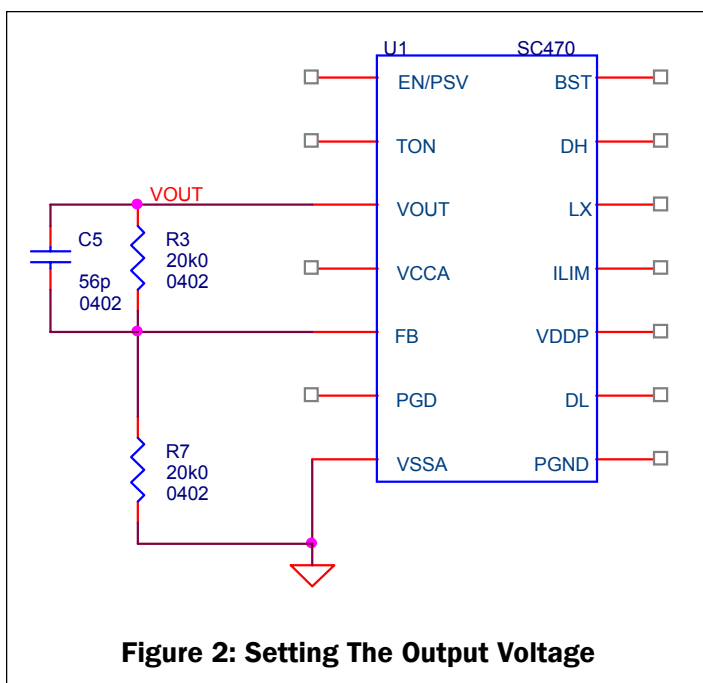 U1 SC470
EN/PSV BST
TON DH
VOUT
VOUT LX
C5 R3
20k0
0402
56p
0402
VCCA ILIM
FB VDDP
PGD DL
R7
20k0
0402
VSSA PGND
Figure 2: Setting The Output Voltage